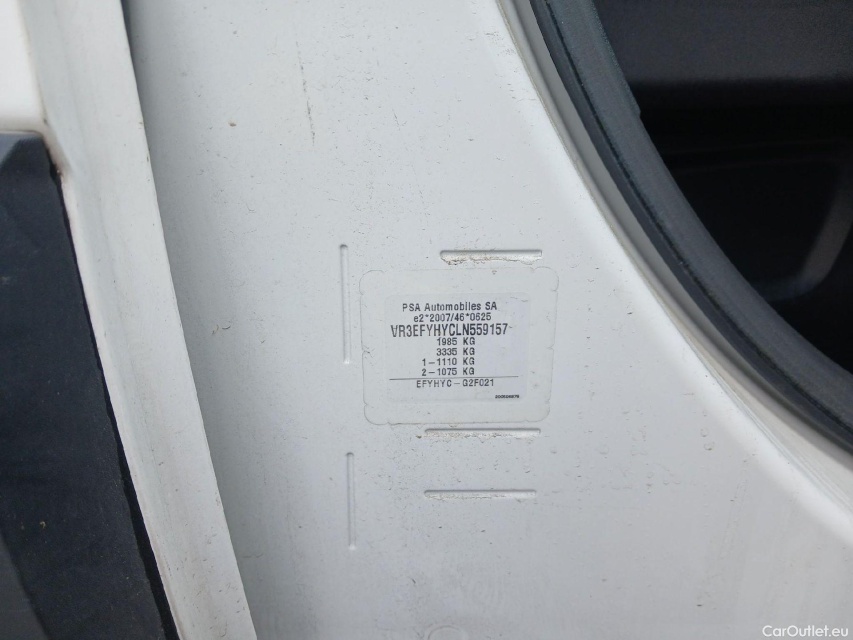 PSA Automobiles SA
e2*2007/46*0625
VR3EFYHYCLN559157
1985 KG
3335 KG
1-1110 KG
2-1075 KG
EFYHYC-G2F021
CarOutlet.eu